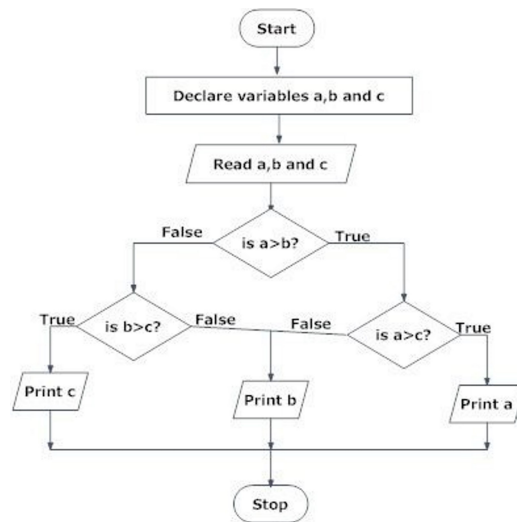 Start
Declare variables a,b and c
Read a,b and c
False
is a>b?
True
True
is b>c?
False
False
is a>c?
True
Print c
Print b
Print a
Stop